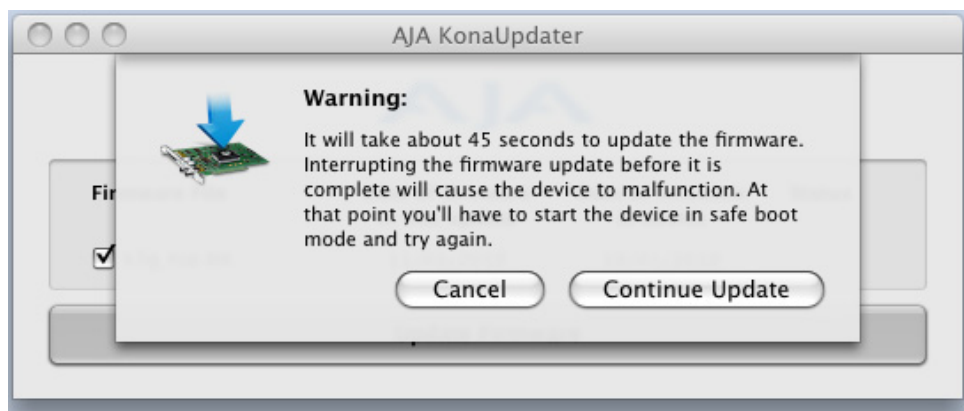 AJA KonaUpdater
Warning:
It will take about 45 seconds to update the firmware.
Interrupting the firmware update before it is
complete will cause the device to malfunction. At
that point you'll have to start the device in safe boot
mode and try again.
Cancel
Continue Update